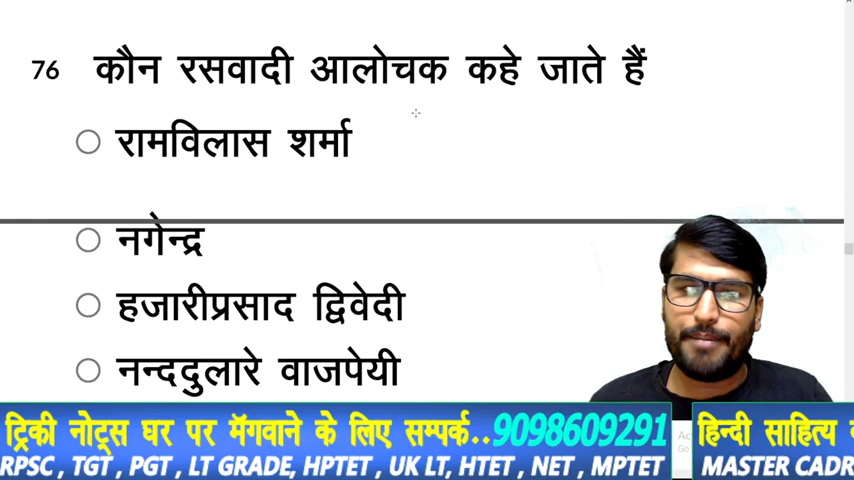 76 कौन रसवादी आलोचक कहे जाते हैं
रामविलास शर्मा
नगेन्द्र
हजारीप्रसाद द्विवेदी
नन्ददुलारे वाजपेयी
ट्रिकी नोट्स घर पर मॅगवाने के लिए सम्पर्क..9098609291
हिन्दी साहित्य
RPSC , TGT , PGT , LT GRADE, HPTET , UK LT, HTET , NET , MPTET
MASTER CADR